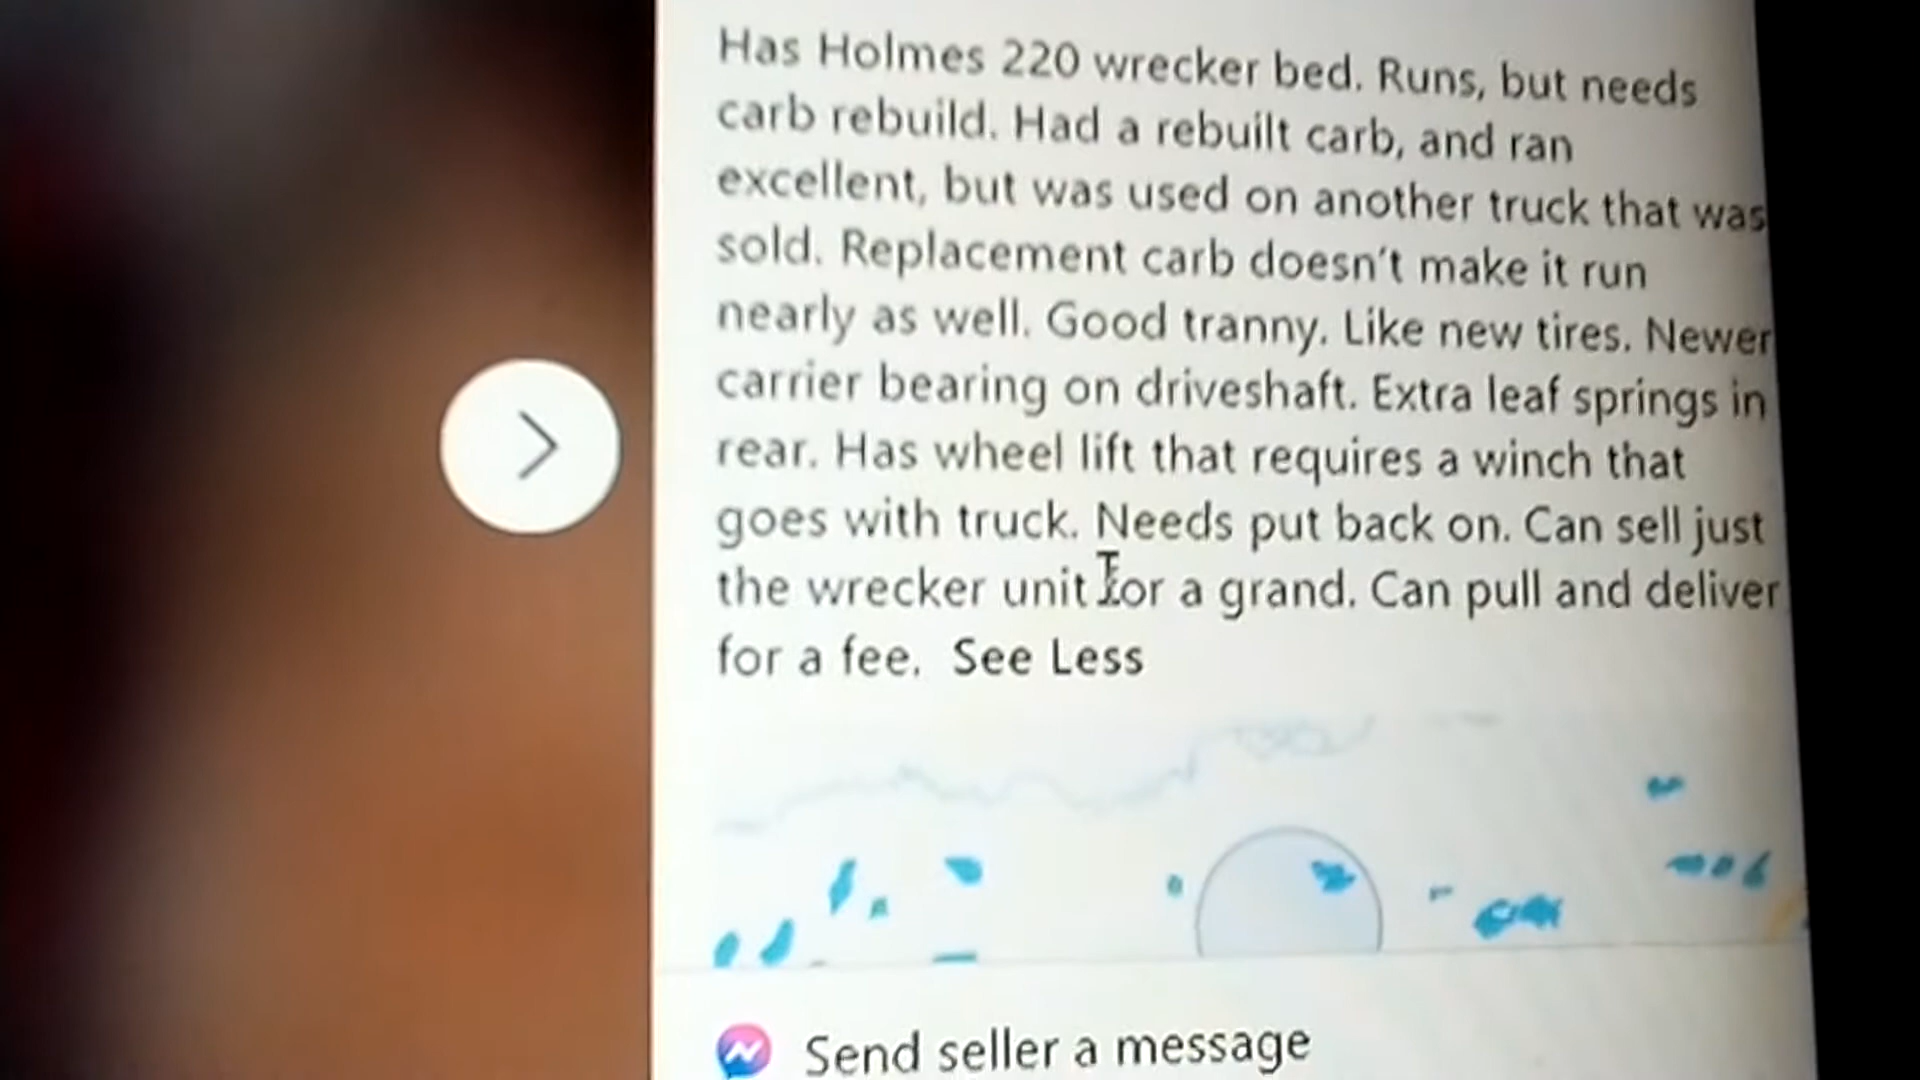 Has Holmes 220 wrecker bed. Runs, but needs
carb rebuild. Had a rebuilt carb, and ran
excellent, but was used on another truck that was
sold. Replacement carb doesn't make it run
nearly as well. Good tranny. Like new tires. Newer
carrier bearing on driveshaft. Extra leaf springs in
rear. Has wheel lift that requires a winch that
goes with truck. Needs put back on. Can sell just
the wrecker unit for a grand. Can pull and deliver
for a fee. See Less
Send seller a message